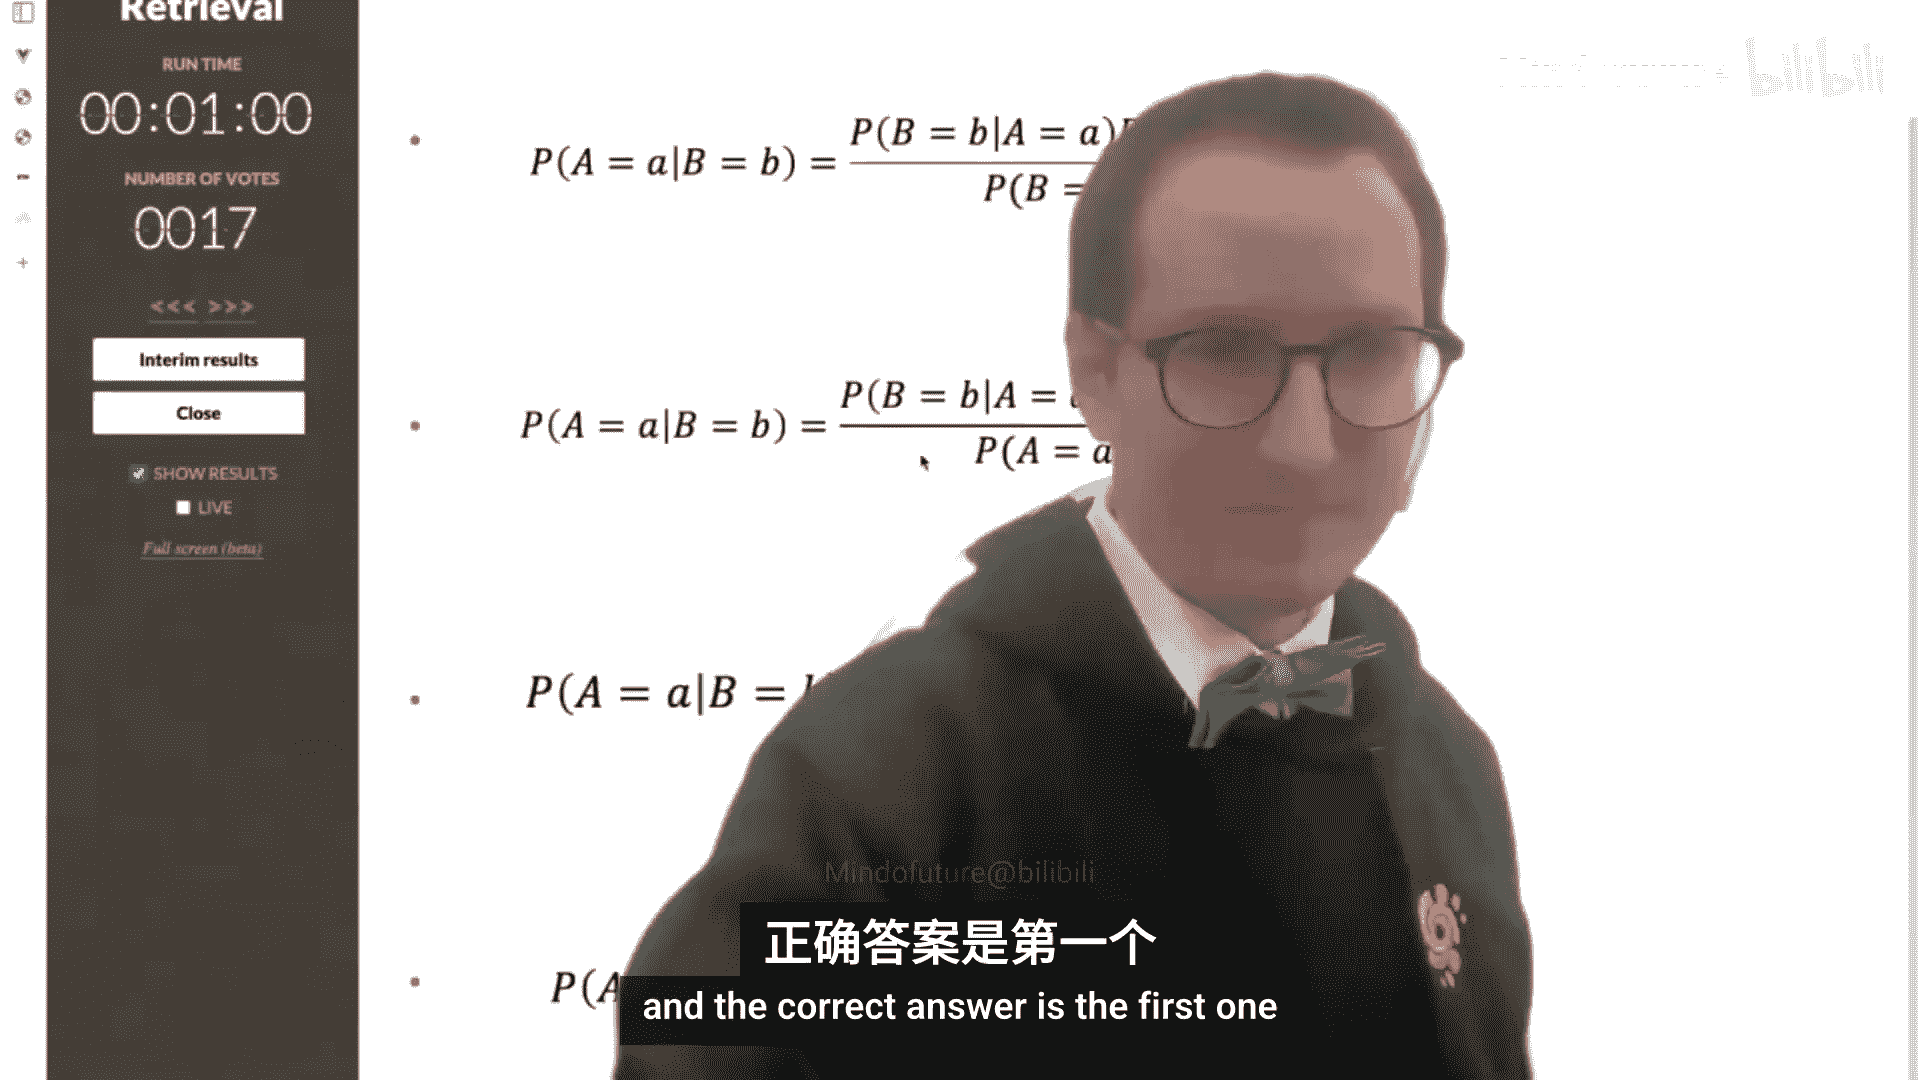 Retrieval
RUN TIME
00:01:00
NUMBER OF VOTES
0017
<<< >>>
Interim results
Close
SHOW RESULTS
LIVE
Full screen (beta)
P(A = a|B = b) = P(B = b|A = a)
P(B =
P(A = a|B = b) = P(B = b|A =
P(A = a
P(A = a|B =
P(A
bilibili
Mindofuture@bilibili
正确答案是第一个
and the correct answer is the first one